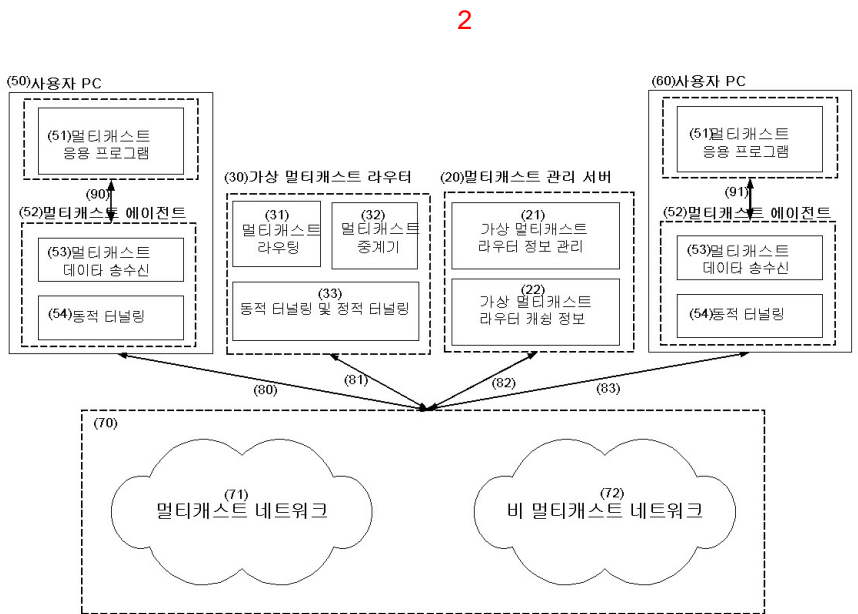 2
(50)사용자 PC
(51)멀티캐스트
응용 프로그램
(90)
(52)멀티캐스트 에이전트
(53)멀티캐스트
데이타 송수신
(54)동적 터널링
(30)가상 멀티캐스트 라우터
(31)
멀티캐스트
라우팅
(32)
멀티캐스트
중계기
(33)
동적 터널링 및 정적 터널링
(20)멀티캐스트 관리 서버
(21)
가상 멀티캐스트
라우터 정보 관리
(22)
가상 멀티캐스트
라우터 캐슁 정보
(60)사용자 PC
(51)멀티캐스트
응용 프로그램
(91)
(52)멀티캐스트 에이전트
(53)멀티캐스트
데이타 송수신
(54)동적 터널링
(80)
(81)
(82)
(83)
(70)
(71)
멀티캐스트 네트워크
(72)
비 멀티캐스트 네트워크